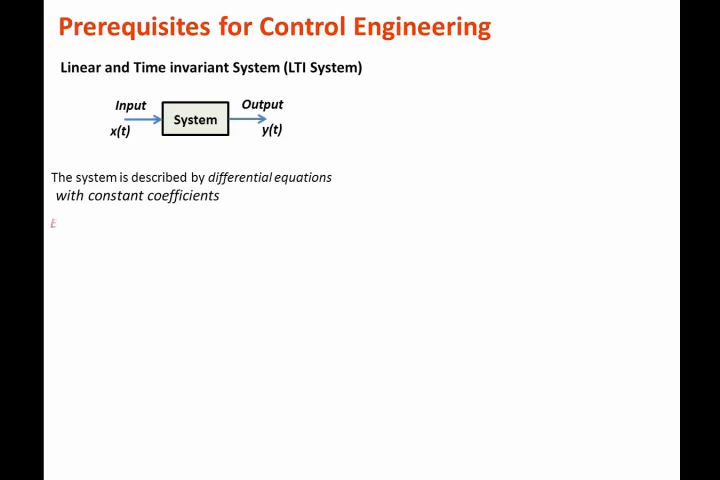 Prerequisites for Control Engineering
Linear and Time invariant System (LTI System)
Input
Output
System
x(t)
y(t)
The system is described by differential equations
with constant coefficients
E